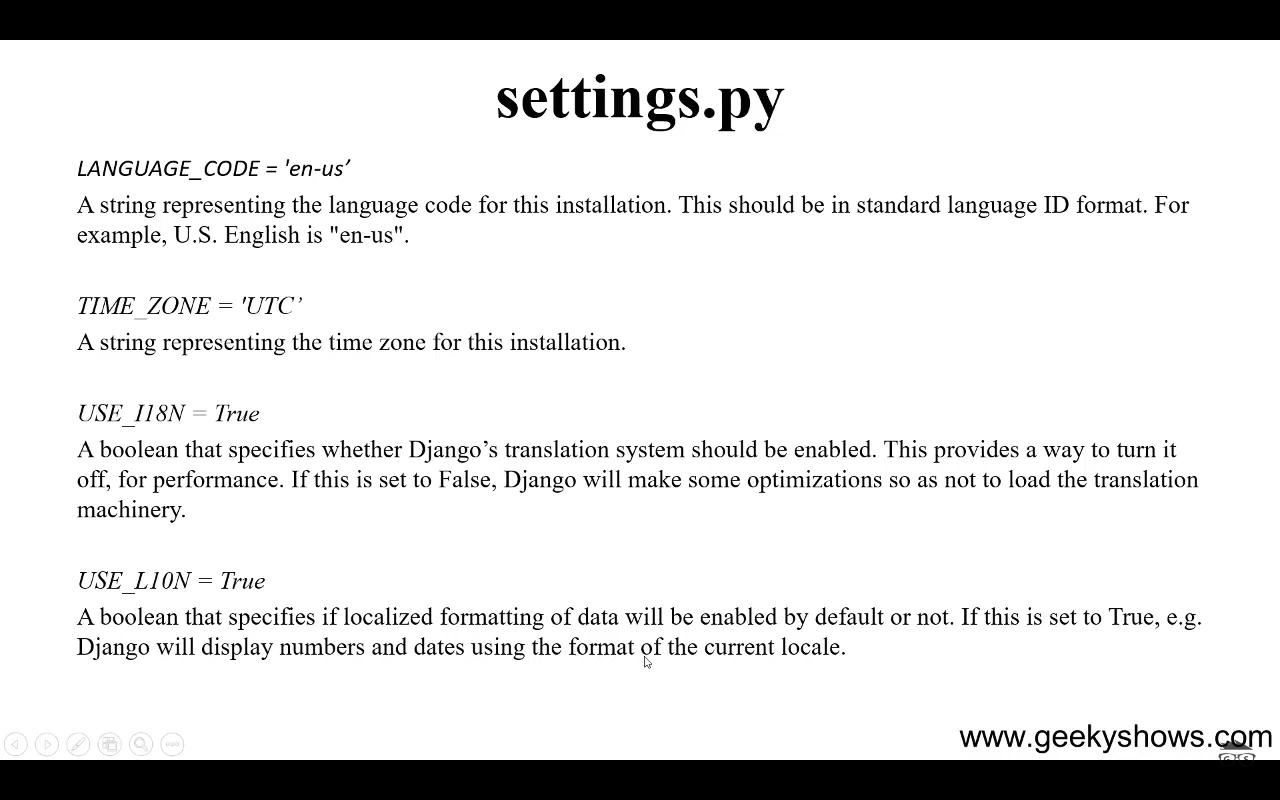 settings.py
LANGUAGE_CODE = 'en-us’
A string representing the language code for this installation. This should be in standard language ID format. For
example, U.S. English is "en-us".
TIME_ZONE = 'UTC’
A string representing the time zone for this installation.
USE_I18N = True
A boolean that specifies whether Django’s translation system should be enabled. This provides a way to turn it
off, for performance. If this is set to False, Django will make some optimizations so as not to load the translation
machinery.
USE_L10N = True
A boolean that specifies if localized formatting of data will be enabled by default or not. If this is set to True, e.g.
Django will display numbers and dates using the format of the current locale.
www.geekyshows.com